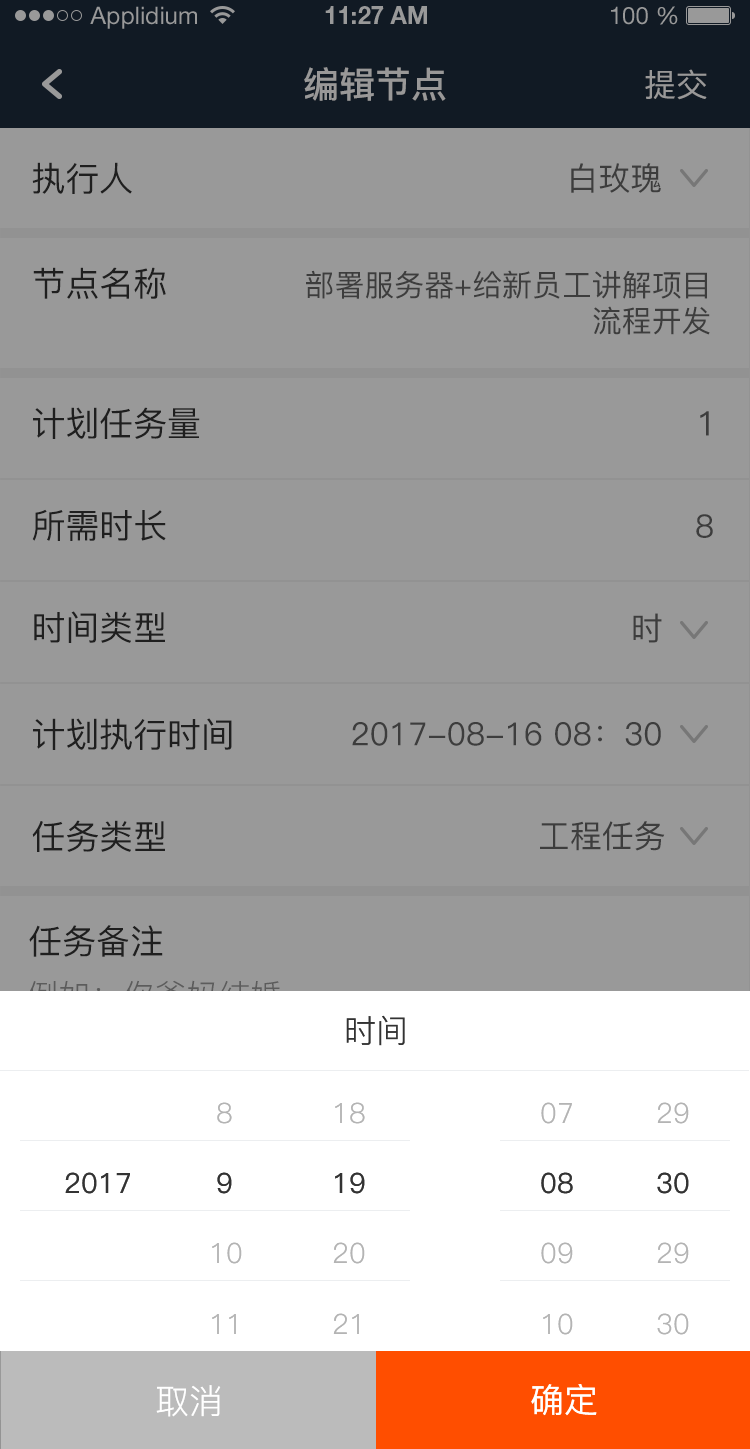 Applidium 11:27 AM 100 %
编辑节点 提交
执行人 白玫瑰
节点名称 部署服务器+给新员工讲解项目
流程开发
计划任务量 1
所需时长 8
时间类型 时
计划执行时间 2017-08-16 08：30
任务类型 工程任务
任务备注
时间
8 18 07 29
2017 9 19 08 30
10 20 09 29
11 21 10 30
取消 确定